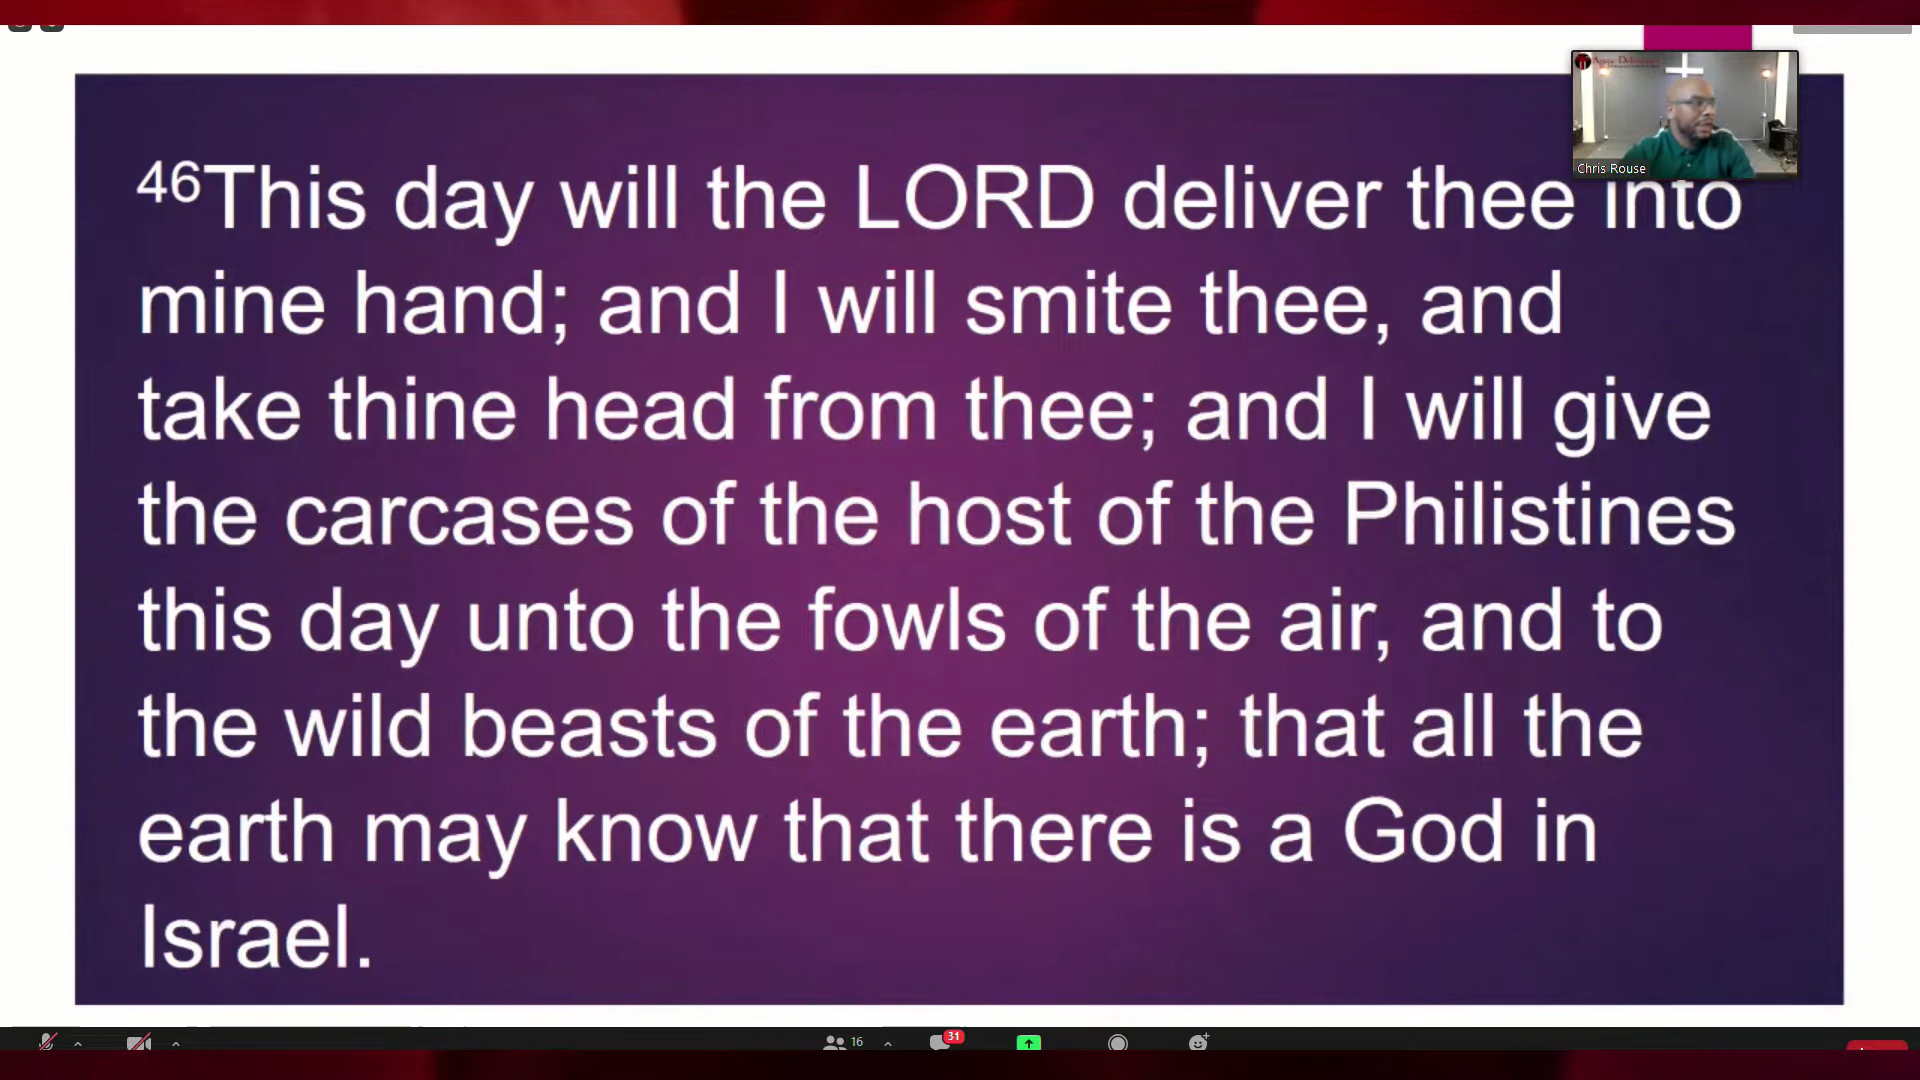 46This day will the LORD deliver thee into
mine hand; and I will smite thee, and
take thine head from thee; and I will give
the carcases of the host of the Philistines
this day unto the fowls of the air, and to
the wild beasts of the earth; that all the
earth may know that there is a God in
Israel.
Chris Rouse
16
31